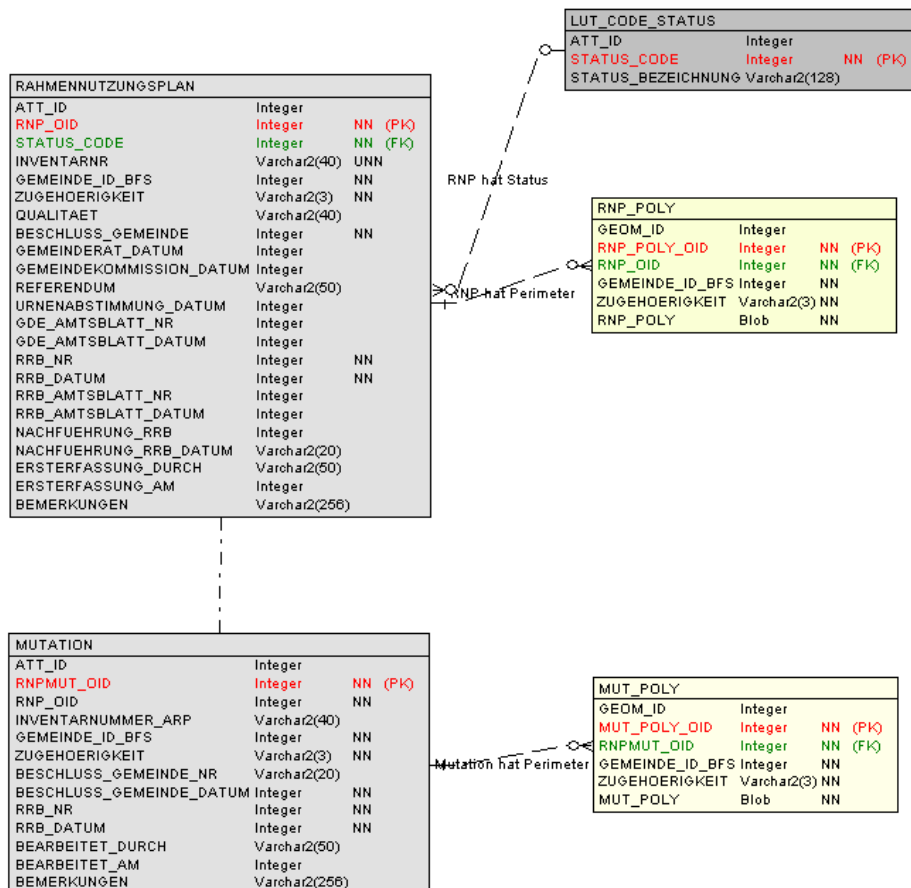 LUT_CODE_STATUS
ATT_ID Integer
STATUS_CODE Integer NN (PK)
STATUS_BEZEICHNUNG Varchar2(128)
RAHMENNUTZUNGSPLAN
ATT_ID Integer
RNP_OID Integer NN (PK)
STATUS_CODE Integer NN (FK)
INVENTARNR Varchar2(40) UNN
GEMEINDE_ID_BFS Integer NN
ZUGEHOERIGKEIT Varchar2(3) NN
QUALITAET Varchar2(40)
BESCHLUSS_GEMEINDE Integer NN
GEMEINDERAT_DATUM Integer
GEMEINDEKOMMISSION_DATUM Integer
REFERENDUM Varchar2(50)
URNENABSTIMMUNG_DATUM Integer
GDE_AMTSBLATT_NR Integer
GDE_AMTSBLATT_DATUM Integer
RRB_NR Integer NN
RRB_DATUM Integer NN
RRB_AMTSBLATT_NR Integer
RRB_AMTSBLATT_DATUM Integer
NACHFUEHRUNG_RRB Integer
NACHFUEHRUNG_RRB_DATUM Varchar2(20)
ERSTERFASSUNG_DURCH Varchar2(50)
ERSTERFASSUNG_AM Integer
BEMERKUNGEN Varchar2(256)
RNP hat Status
RNP hat Perimeter
RNP_POLY
GEOM_ID Integer
RNP_POLY_OID Integer NN (PK)
RNP_OID Integer NN (FK)
GEMEINDE_ID_BFS Integer NN
ZUGEHOERIGKEIT Varchar2(3) NN
RNP_POLY Blob NN
MUTATION
ATT_ID Integer
RNPMUT_OID Integer NN (PK)
RNP_OID Integer NN
INVENTARNUMMER_ARP Varchar2(40)
GEMEINDE_ID_BFS Integer NN
ZUGEHOERIGKEIT Varchar2(3) NN
BESCHLUSS_GEMEINDE_NR Varchar2(20)
BESCHLUSS_GEMEINDE_DATUM Integer NN
RRB_NR Integer NN
RRB_DATUM Integer NN
BEARBEITET_DURCH Varchar2(50)
BEARBEITET_AM Integer
BEMERKUNGEN Varchar2(256)
Mutation hat Perimeter
MUT_POLY
GEOM_ID Integer
MUT_POLY_OID Integer NN (PK)
RNPMUT_OID Integer NN (FK)
GEMEINDE_ID_BFS Integer NN
ZUGEHOERIGKEIT Varchar2(3) NN
MUT_POLY Blob NN